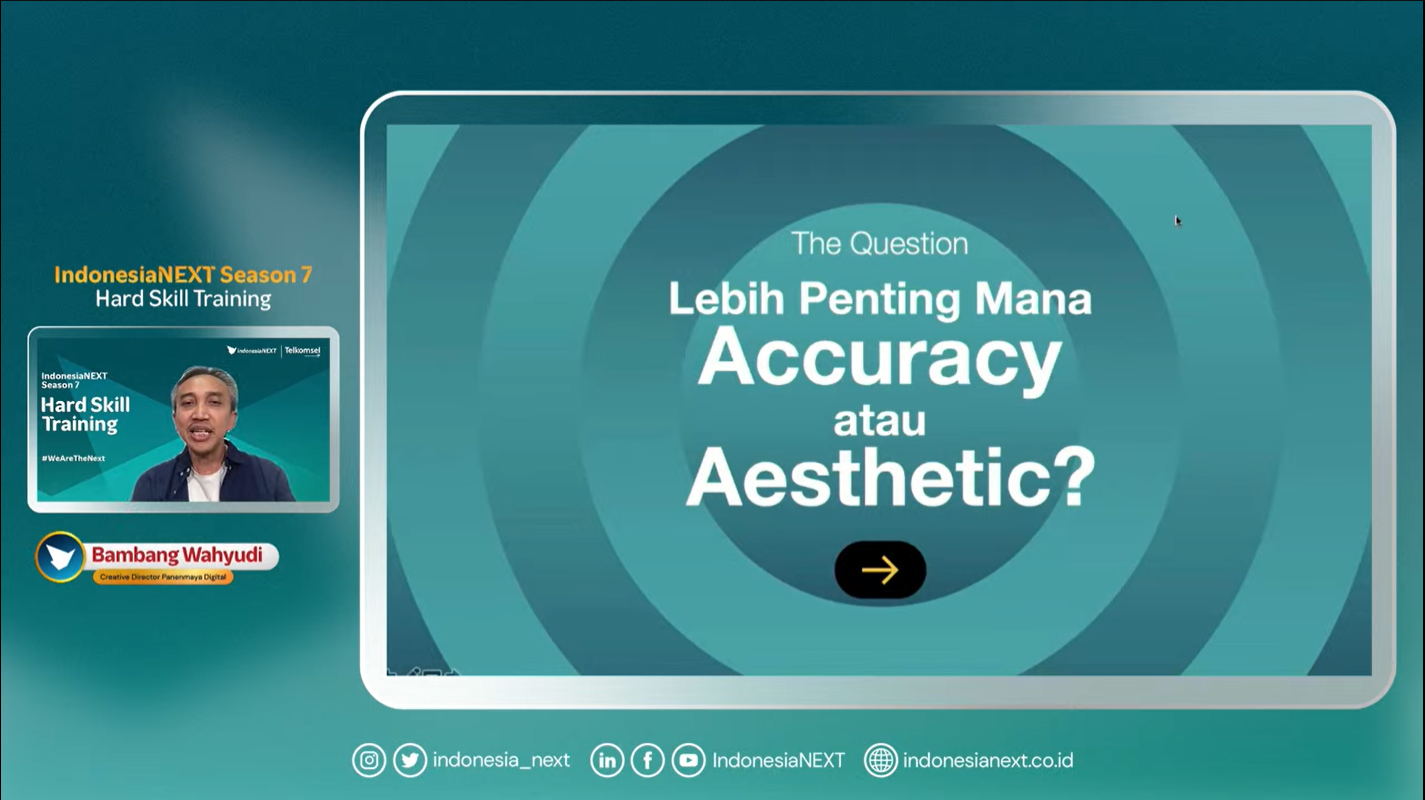 IndonesiaNEXT Season 7
Hard Skill Training
IndonesiaNEXT
Telkomsel
IndonesiaNEXT
Season 7
Hard Skill
Training
#WeAreTheNext
Bambang Wahyudi
Creative Director Panenmaya Digital
The Question
Lebih Penting Mana
Accuracy
atau
Aesthetic?
indonesia_next
IndonesiaNEXT
indonesianext.co.id